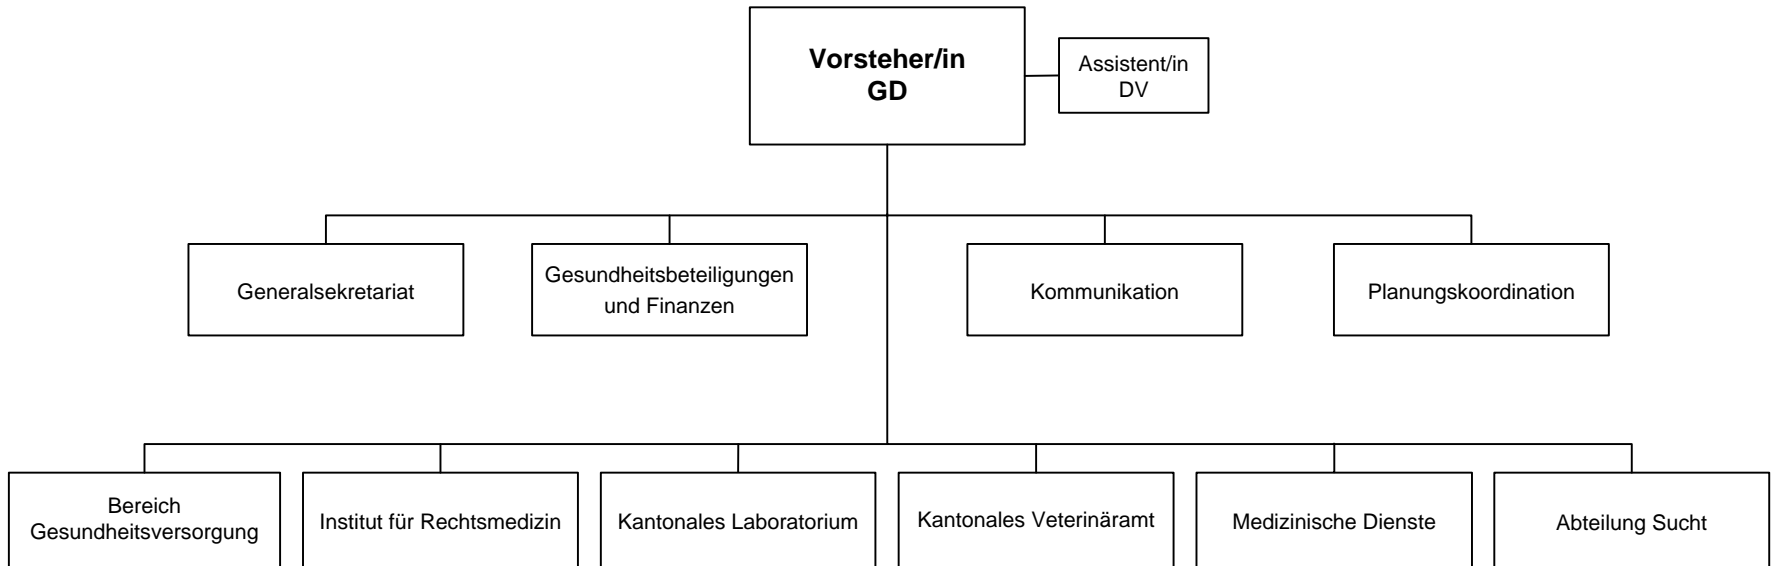 Vorsteher/in
GD
Assistent/in
DV
Generalsekretariat
Gesundheitsbeteiligungen
und Finanzen
Kommunikation
Planungskoordination
Bereich
Gesundheitsversorgung
Institut für Rechtsmedizin
Kantonales Laboratorium
Kantonales Veterinäramt
Medizinische Dienste
Abteilung Sucht